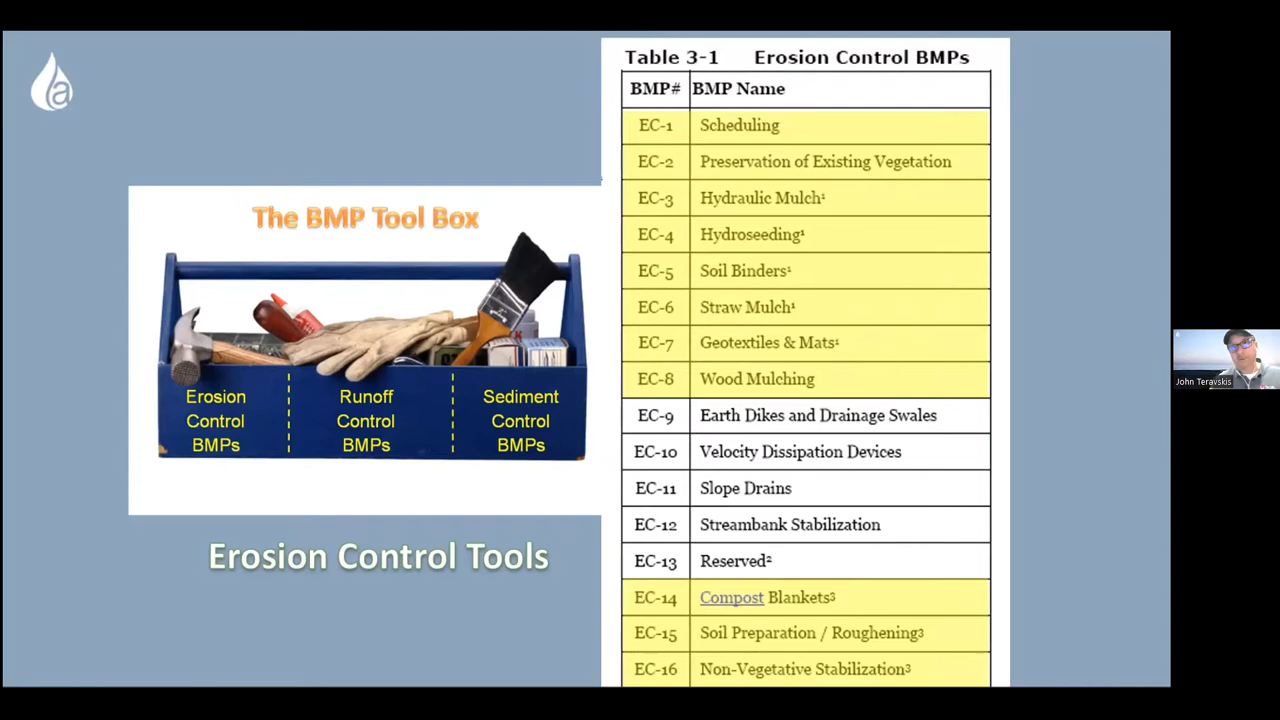 Table 3-1 Erosion Control BMPs
BMP# BMP Name
EC-1 Scheduling
EC-2 Preservation of Existing Vegetation
EC-3 Hydraulic Mulch¹
EC-4 Hydroseeding¹
EC-5 Soil Binders¹
EC-6 Straw Mulch¹
EC-7 Geotextiles & Mats¹
EC-8 Wood Mulching
EC-9 Earth Dikes and Drainage Swales
EC-10 Velocity Dissipation Devices
EC-11 Slope Drains
EC-12 Streambank Stabilization
EC-13 Reserved²
EC-14 Compost Blankets³
EC-15 Soil Preparation / Roughening³
EC-16 Non-Vegetative Stabilization³
The BMP Tool Box
Erosion
Control
BMPs
Runoff
Control
BMPs
Sediment
Control
BMPs
Erosion Control Tools
a
John Teravskis